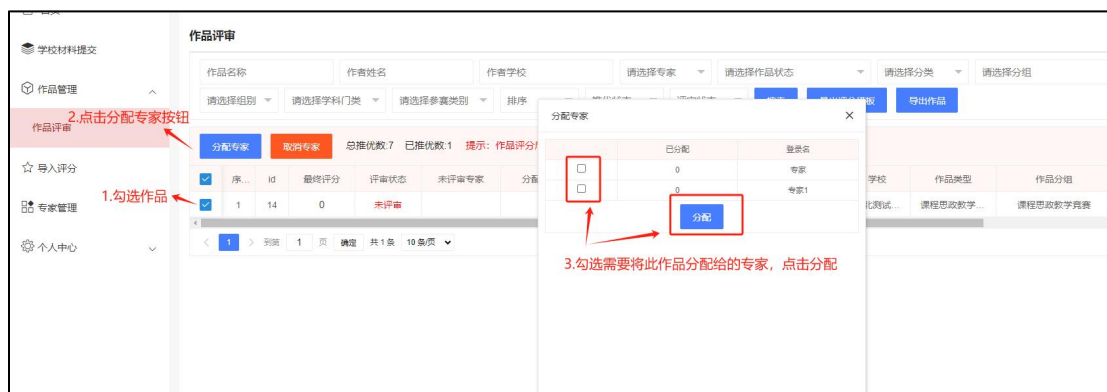 学校材料提交
作品管理
作品评审
导入评分
专家管理
个人中心
作品评审
作品名称 作者姓名 作者学校 请选择专家 请选择作品状态 请选择分类 请选择分组
请选择组别 请选择学科门类 请选择参赛类别 排序 导出作品
2.点击分配专家按钮
分配专家 取消专家 总推优数:7 已推优数:1 提示：作品评分
序... id 最终评分 评审状态 未评审专家 分配 学校 作品类型 作品分组
1.勾选作品
1 14 0 未评审 北测试... 课程思政教学... 课程思政教学竞赛
1 到第 1 页 确定 共1条 10条/页
分配专家
已分配 登录名
0 专家
0 专家1
分配
3.勾选需要将此作品分配给的专家，点击分配